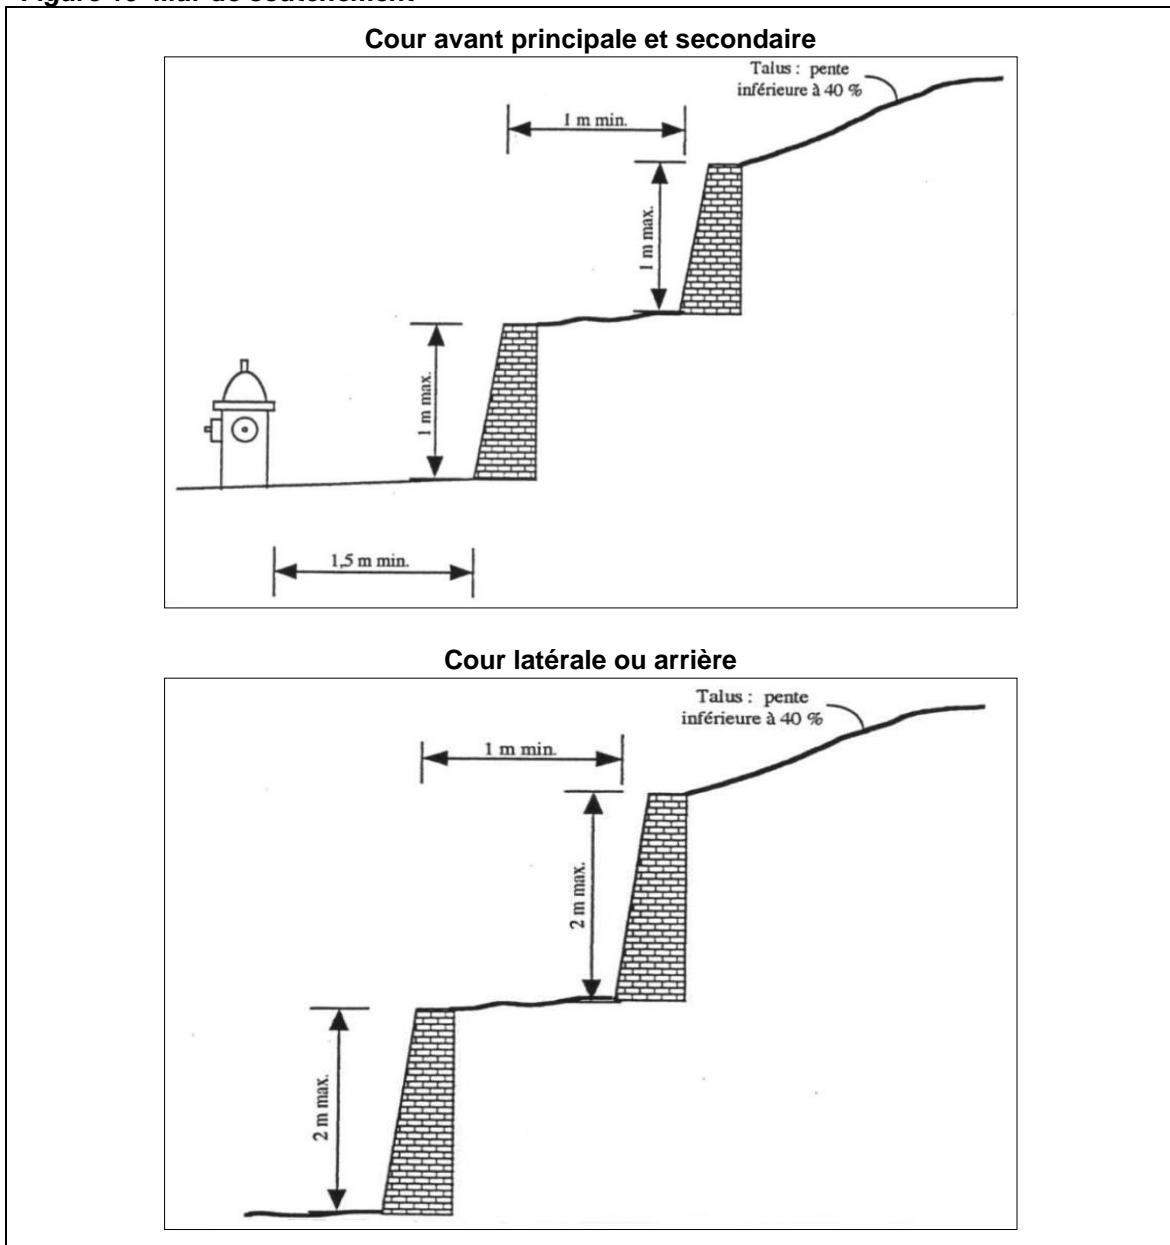 Cour avant principale et secondaire
Talus : pente
inférieure à 40 %
1 m min.
1 m max.
1 m max.
1,5 m min.
Cour latérale ou arrière
Talus : pente
inférieure à 40 %
1 m min.
2 m max.
2 m max.